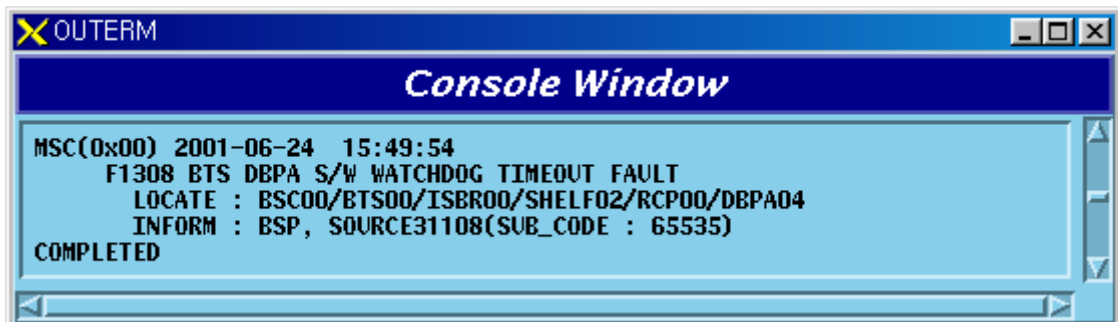 OUTERM
Console Window
MSC(0x00) 2001-06-24 15:49:54
F1308 BTS DBPA S/W WATCHDOG TIMEOUT FAULT
LOCATE : BSC00/BTS00/ISBR00/SHELF02/RCP00/DBPA04
INFORM : BSP, SOURCE31108(SUB_CODE : 65535)
COMPLETED